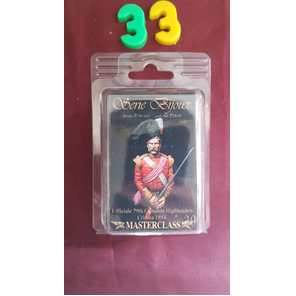 33
Serie Bijoux
Ufficiale 79th Cameron Highlanders
Crimea 1854
MASTERCLASS